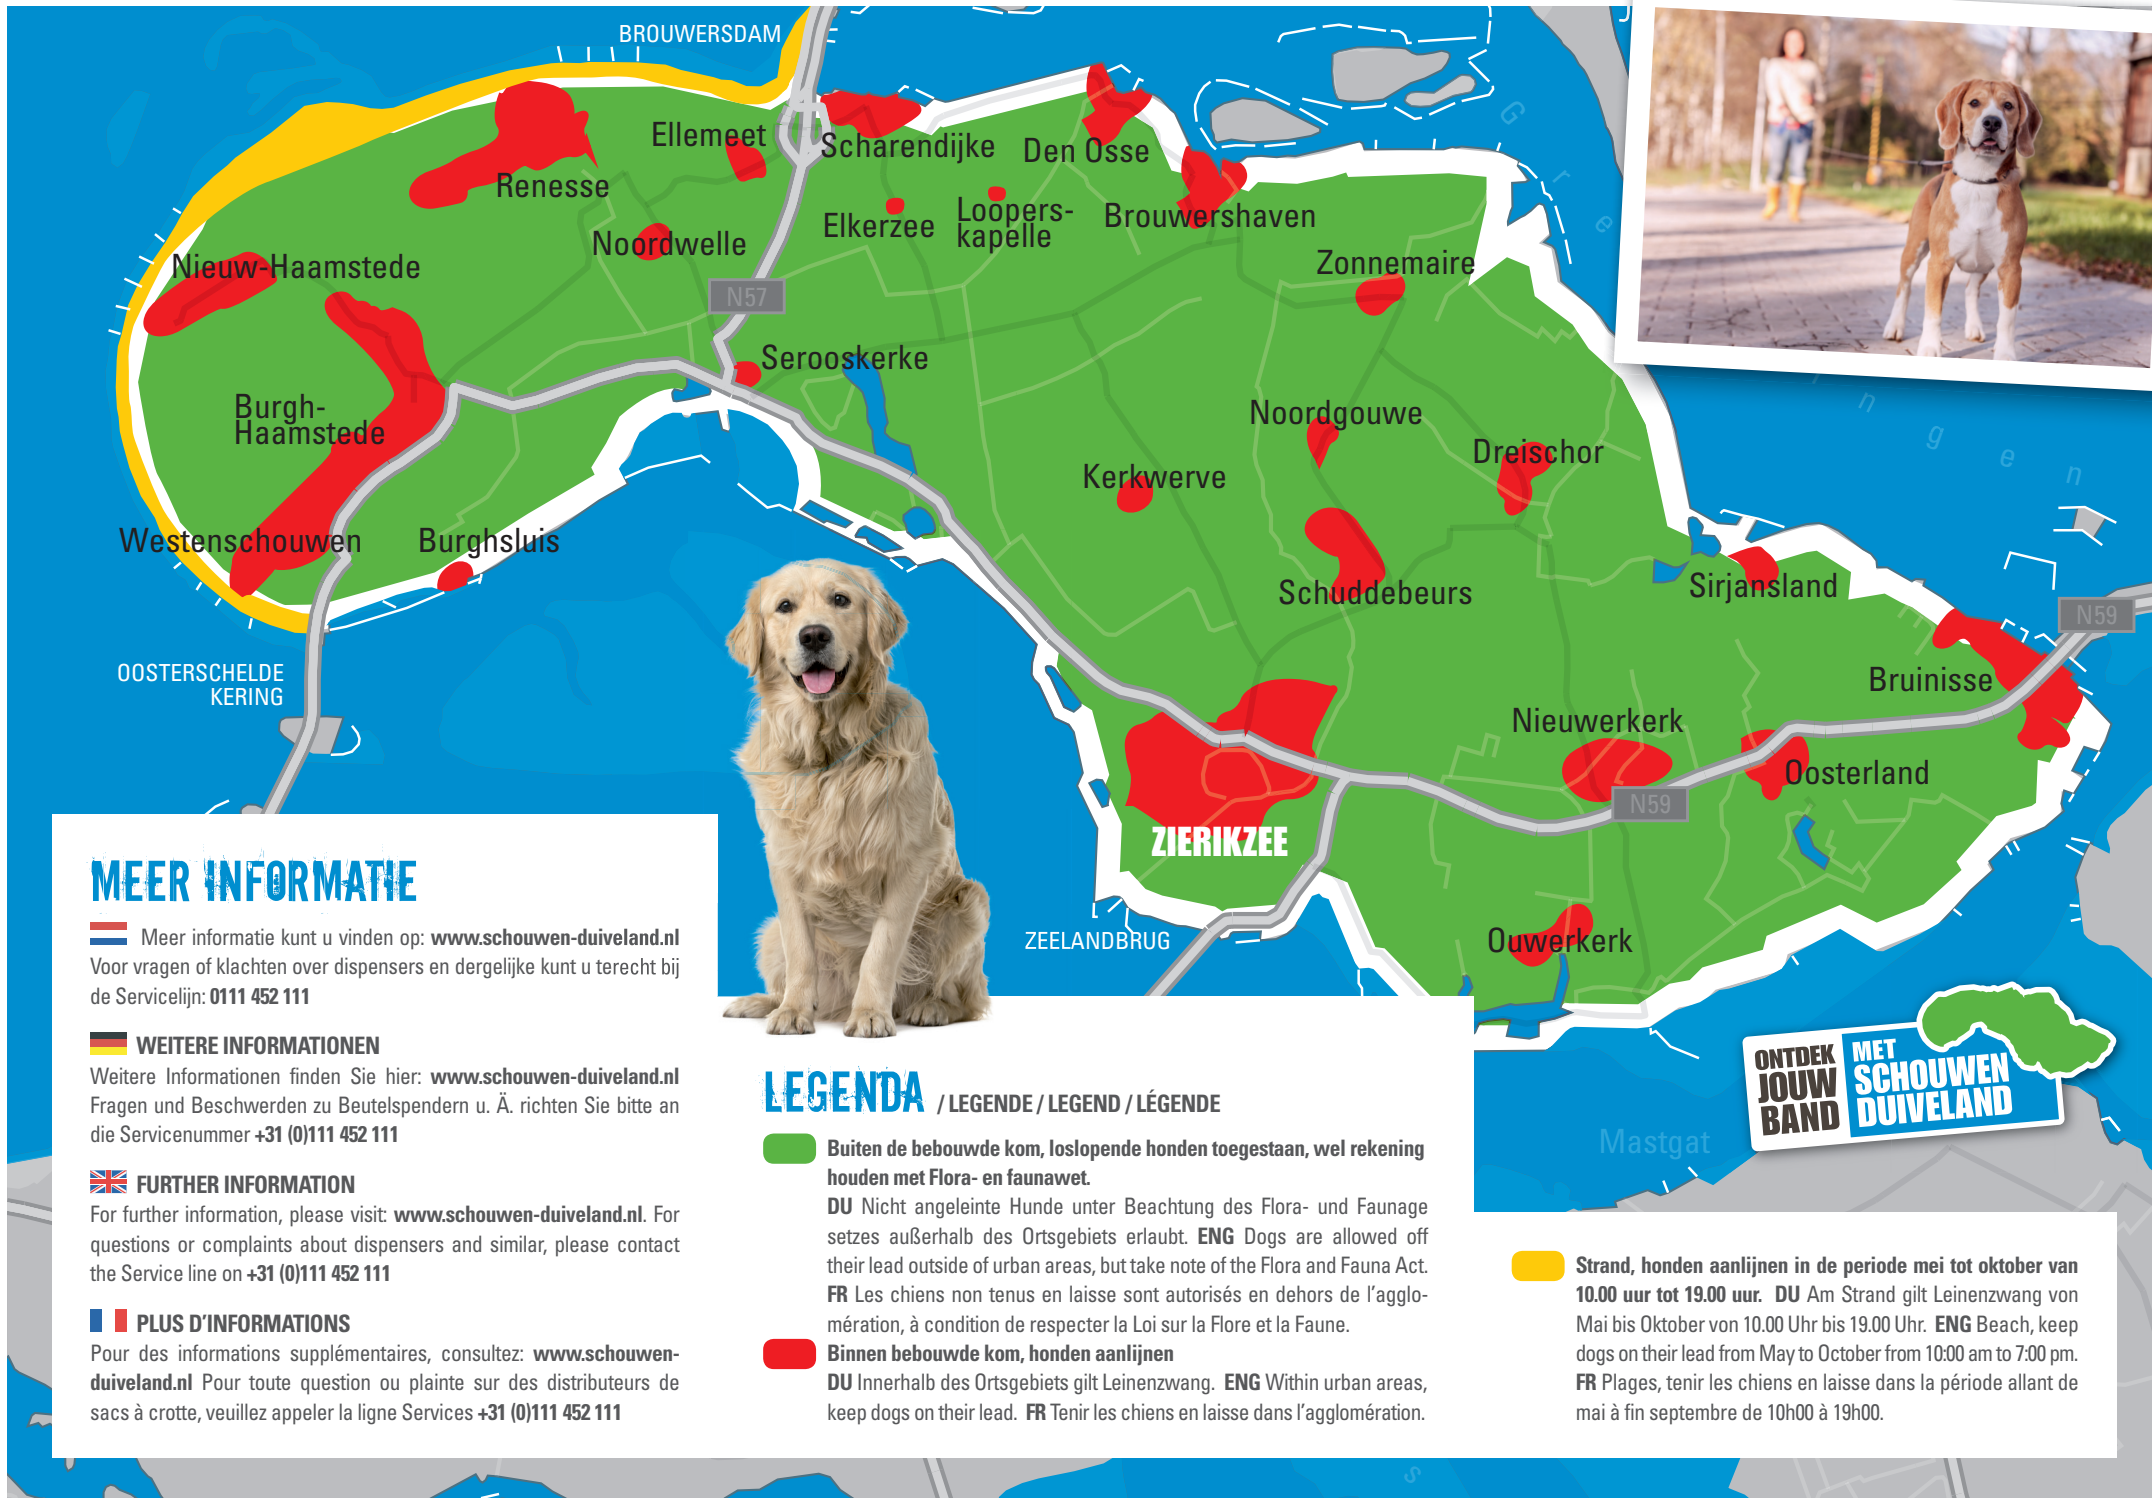 BROUWERSDAM
Ellemeet
Scharendijke
Den Osse
Renesse
Elkerzee
Loopers-
kapelle
Brouwershaven
Noordwelle
Nieuw-Haamstede
Zonnemaire
N57
Serooskerke
Burgh-
Haamstede
Noordgouwe
Dreischor
Kerkwerve
Westenschouwen
Burghsluis
Schuddebeurs
Sirjansland
N59
OOSTERSCHELDE
KERING
Bruinisse
Nieuwerkerk
Oosterland
N59
ZIERIKZEE
ZEELANDBRUG
Ouwerkerk
G r e
n g e n
Mastgat
s
ONTDEK
JOUW
BAND
MET
SCHOUWEN
DUIVELAND
MEER INFORMATIE
Meer informatie kunt u vinden op: www.schouwen-duiveland.nl
Voor vragen of klachten over dispensers en dergelijke kunt u terecht bij
de Servicelijn: 0111 452 111
WEITERE INFORMATIONEN
Weitere Informationen finden Sie hier: www.schouwen-duiveland.nl
Fragen und Beschwerden zu Beutelspendern u. Ä. richten Sie bitte an
die Servicenummer +31 (0)111 452 111
FURTHER INFORMATION
For further information, please visit: www.schouwen-duiveland.nl. For
questions or complaints about dispensers and similar, please contact
the Service line on +31 (0)111 452 111
PLUS D'INFORMATIONS
Pour des informations supplémentaires, consultez: www.schouwen-
duiveland.nl Pour toute question ou plainte sur des distributeurs de
sacs à crotte, veuillez appeler la ligne Services +31 (0)111 452 111
LEGENDA / LEGENDE / LEGEND / LÉGENDE
Buiten de bebouwde kom, loslopende honden toegestaan, wel rekening
houden met Flora- en faunawet.
DU Nicht angeleinte Hunde unter Beachtung des Flora- und Faunage
setzes außerhalb des Ortsgebiets erlaubt. ENG Dogs are allowed off
their lead outside of urban areas, but take note of the Flora and Fauna Act.
FR Les chiens non tenus en laisse sont autorisés en dehors de l'agglo-
mération, à condition de respecter la Loi sur la Flore et la Faune.
Binnen bebouwde kom, honden aanlijnen
DU Innerhalb des Ortsgebiets gilt Leinenzwang. ENG Within urban areas,
keep dogs on their lead. FR Tenir les chiens en laisse dans l'agglomération.
Strand, honden aanlijnen in de periode mei tot oktober van
10.00 uur tot 19.00 uur. DU Am Strand gilt Leinenzwang von
Mai bis Oktober von 10.00 Uhr bis 19.00 Uhr. ENG Beach, keep
dogs on their lead from May to October from 10:00 am to 7:00 pm.
FR Plages, tenir les chiens en laisse dans la période allant de
mai à fin septembre de 10h00 à 19h00.